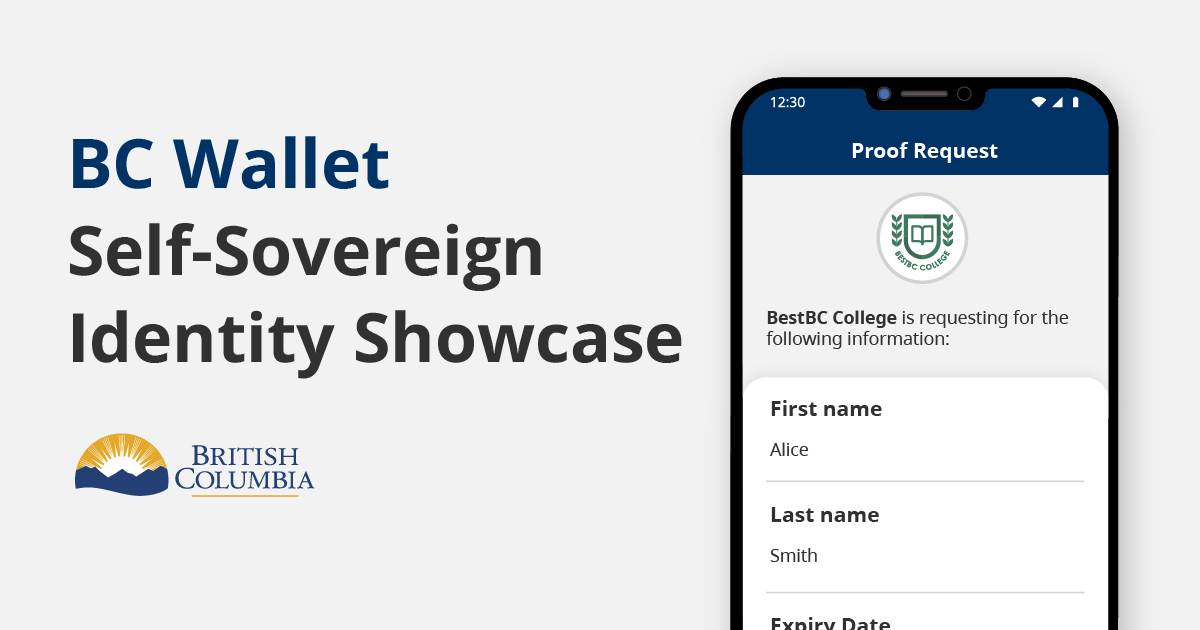 BC Wallet
Self-Sovereign
Identity Showcase
BRITISH
COLUMBIA
12:30
Proof Request
BESTBC COLLEGE
BestBC College is requesting for the
following information:
First name
Alice
Last name
Smith
Expiry Date